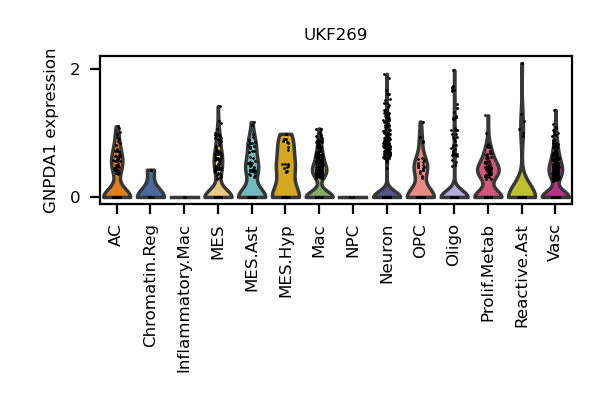 UKF269
GNPDA1 expression
2
0
AC
Chromatin.Reg
Inflammatory.Mac
MES
MES.Ast
MES.Hyp
Mac
NPC
Neuron
OPC
Oligo
Prolif.Metab
Reactive.Ast
Vasc